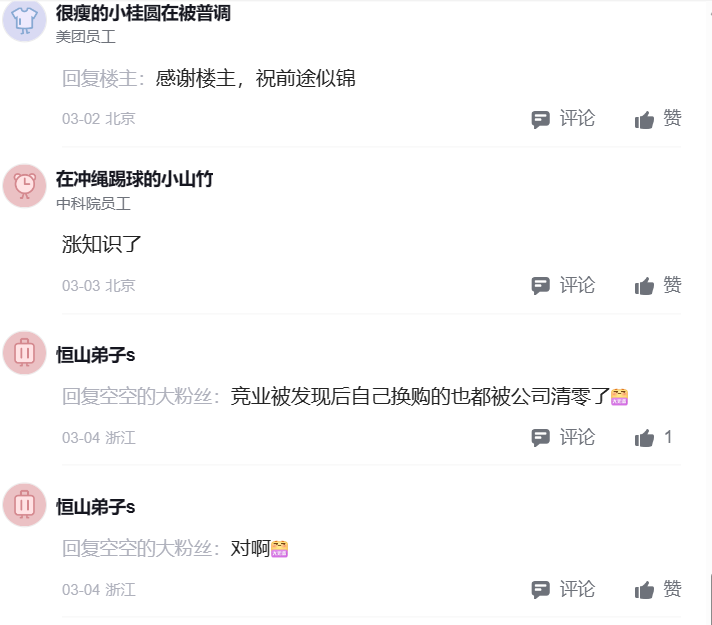 很瘦的小桂圆在被普调
美团员工
回复楼主：感谢楼主，祝前途似锦
03-02 北京 评论 赞
在冲绳踢球的小山竹
中科院员工
涨知识了
03-03 北京 评论 赞
恒山弟子s
回复空空的大粉丝：竞业被发现后自己换购的也都被公司清零了
03-04 浙江 评论 1
恒山弟子s
回复空空的大粉丝：对啊
03-04 浙江 评论 赞